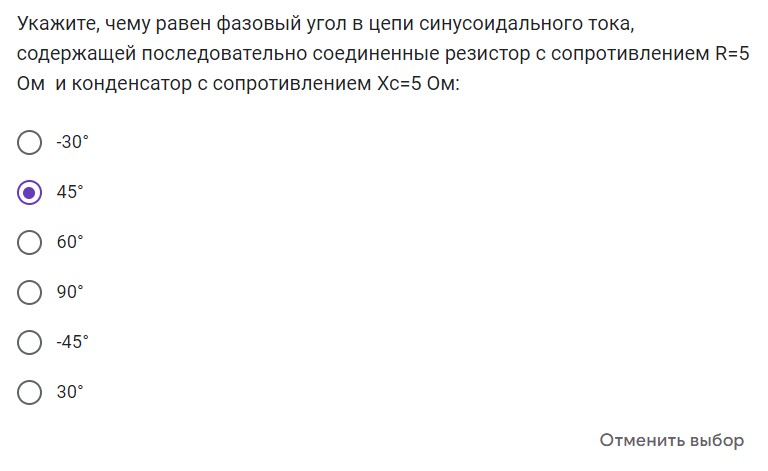 Укажите, чему равен фазовый угол в цепи синусоидального тока,
содержащей последовательно соединенные резистор с сопротивлением R=5
Ом и конденсатор с сопротивлением Xc=5 Ом:
-30°
45°
60°
90°
-45°
30°
Отменить выбор